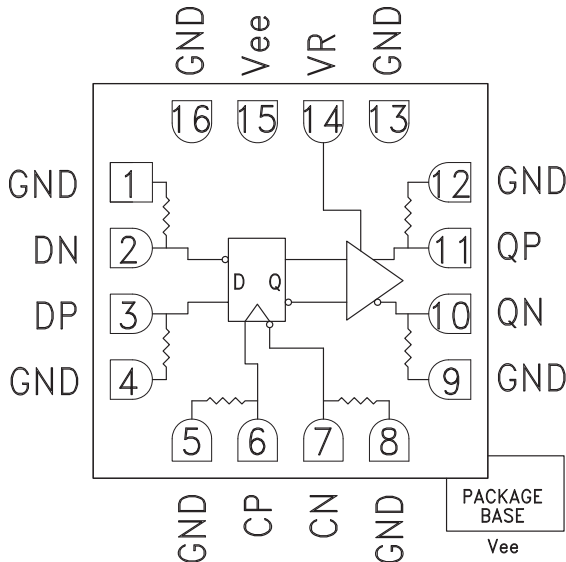 GND
Vee
VR
GND
16
15
14
13
GND
1
12
GND
DN
2
11
QP
D
Q
DP
3
10
QN
GND
4
9
GND
5
6
7
8
GND
CP
CN
GND
PACKAGE
BASE
Vee